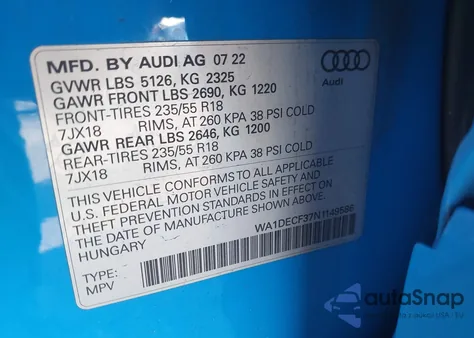 MFD. BY AUDI AG 07 22
GVWR LBS 5126, KG 2325
GAWR FRONT LBS 2690, KG 1220
FRONT-TIRES 235/55 R18
7JX18 RIMS, AT 260 KPA 38 PSI COLD
GAWR REAR LBS 2646, KG 1200
REAR-TIRES 235/55 R18
7JX18 RIMS, AT 260 KPA 38 PSI COLD
THIS VEHICLE CONFORMS TO ALL APPLICABLE
U.S. FEDERAL MOTOR VEHICLE SAFETY AND
THEFT PREVENTION STANDARDS IN EFFECT ON
THE DATE OF MANUFACTURE SHOWN ABOVE.
HUNGARY
WA1DECF37N1149586
TYPE:
MPV
Audi
autoSnap